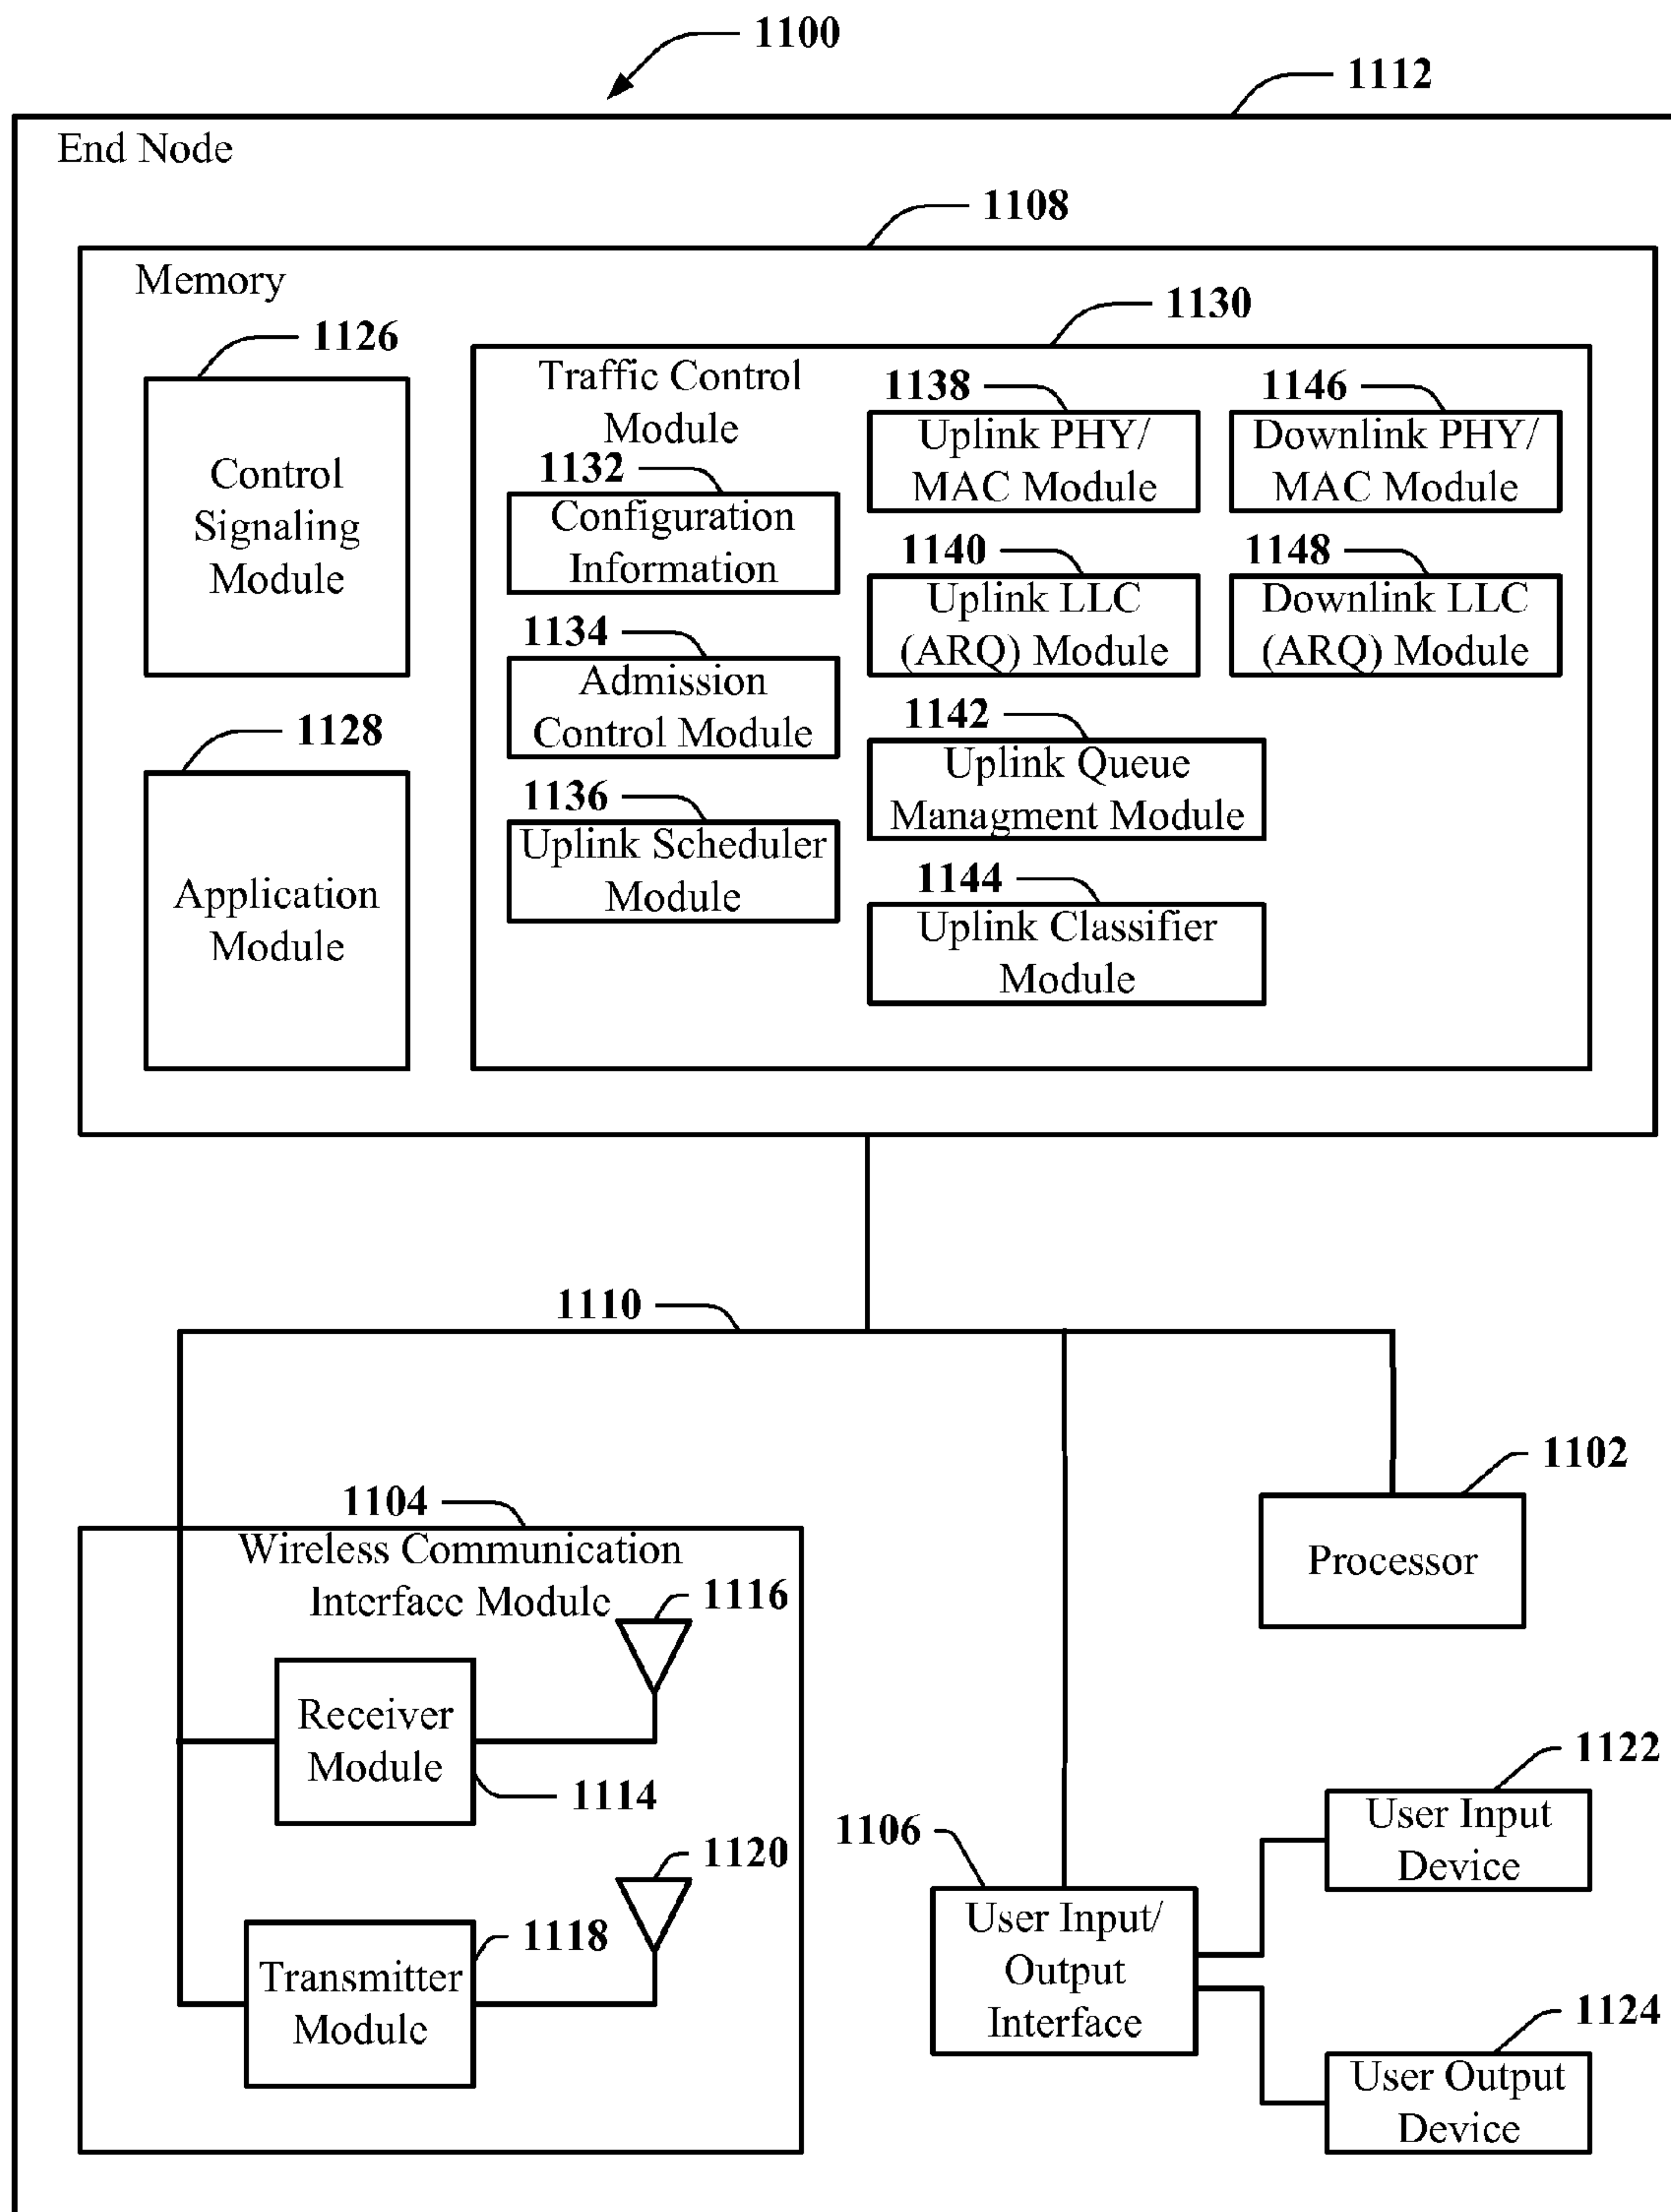 1100
1112
End Node
1108
Memory
1130
1126
Control
Signaling
Module
1128
Application
Module
Traffic Control
Module
1132
Configuration
Information
1134
Admission
Control Module
1136
Uplink Scheduler
Module
1138
Uplink PHY/
MAC Module
1140
Uplink LLC
(ARQ) Module
1142
Uplink Queue
Managment Module
1144
Uplink Classifier
Module
1146
Downlink PHY/
MAC Module
1148
Downlink LLC
(ARQ) Module
1110
1102
Processor
1104
Wireless Communication
Interface Module
1116
Receiver
Module
1114
1120
1118
Transmitter
Module
1106
User Input/
Output
Interface
1122
User Input
Device
1124
User Output
Device